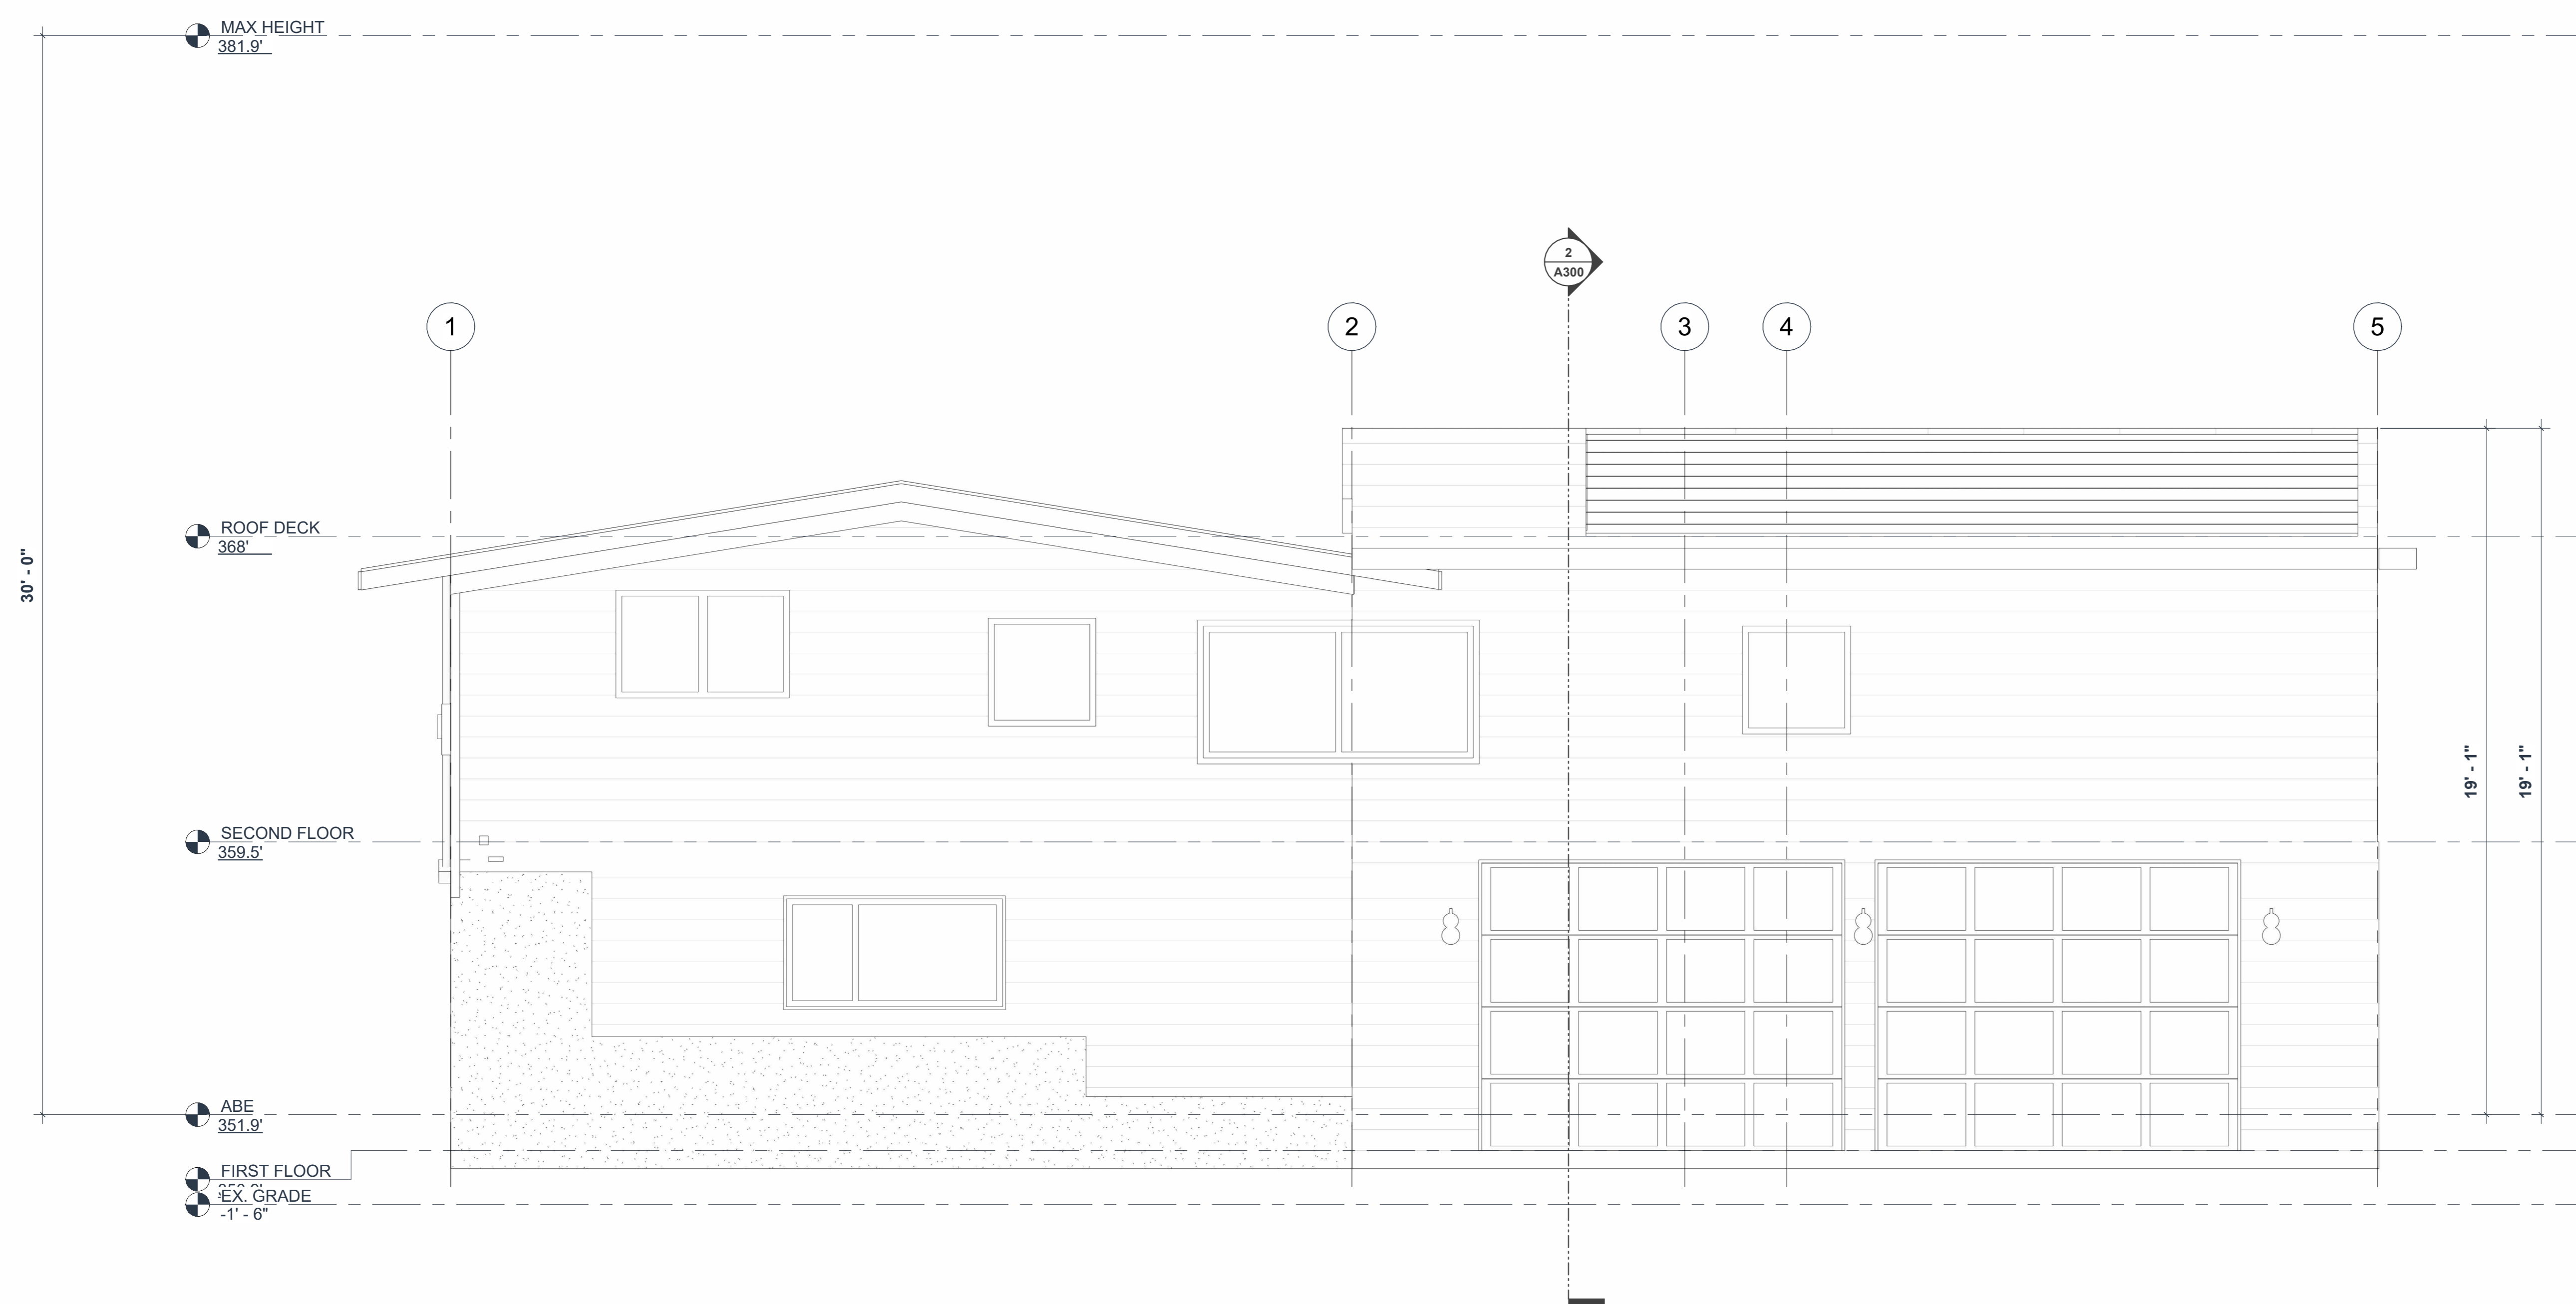 MAX HEIGHT
381.9'
2
A300
1
2
3
4
5
ROOF DECK
368'
30' - 0"
SECOND FLOOR
359.5'
19' - 1"
19' - 1"
ABE
351.9'
FIRST FLOOR
EX. GRADE
-1' - 6"